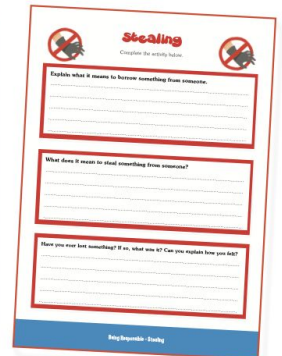 Stealing
Complete the activity below.
Explain what it means to borrow something from someone.
What does it mean to steal something from someone?
Have you ever lost something? If so, what was it? Can you explain how you felt?
Being Responsible - Stealing